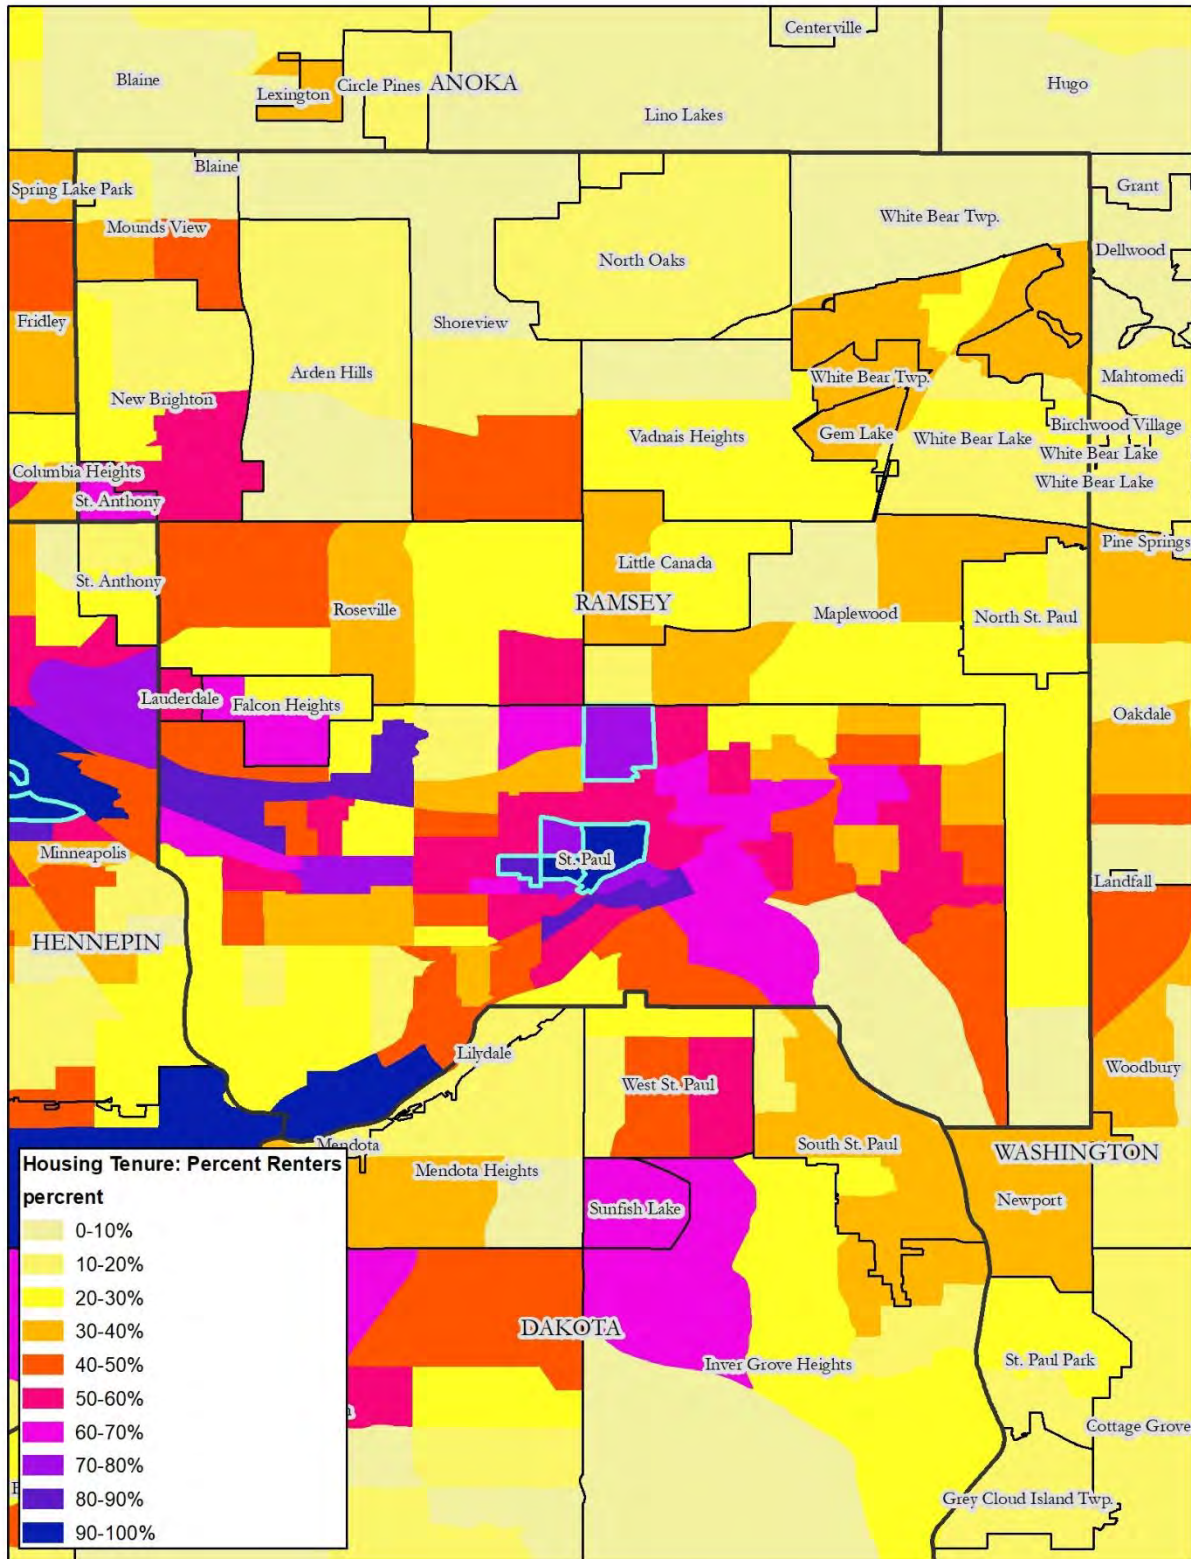 Centerville
Blaine
Lexington
Circle Pines
ANOKA
Hugo
Lino Lakes
Blaine
Spring Lake Park
Grant
Mounds View
White Bear Twp.
Dellwood
North Oaks
Fridley
Shoreview
Arden Hills
White Bear Twp.
Mahtomedi
New Brighton
Vadnais Heights
Gem Lake
White Bear Lake
Birchwood Village
White Bear Lake
Columbia Heights
White Bear Lake
St. Anthony
Pine Springs
St. Anthony
Little Canada
RAMSEY
Roseville
Maplewood
North St. Paul
Lauderdale
Falcon Heights
Oakdale
Minneapolis
St. Paul
Landfall
HENNEPIN
Lilydale
West St. Paul
Woodbury
Mendota
South St. Paul
WASHINGTON
Mendota Heights
Newport
Sunfish Lake
DAKOTA
Inver Grove Heights
St. Paul Park
Cottage Grove
Grey Cloud Island Twp.
Housing Tenure: Percent Renters
percrent
0-10%
10-20%
20-30%
30-40%
40-50%
50-60%
60-70%
70-80%
80-90%
90-100%